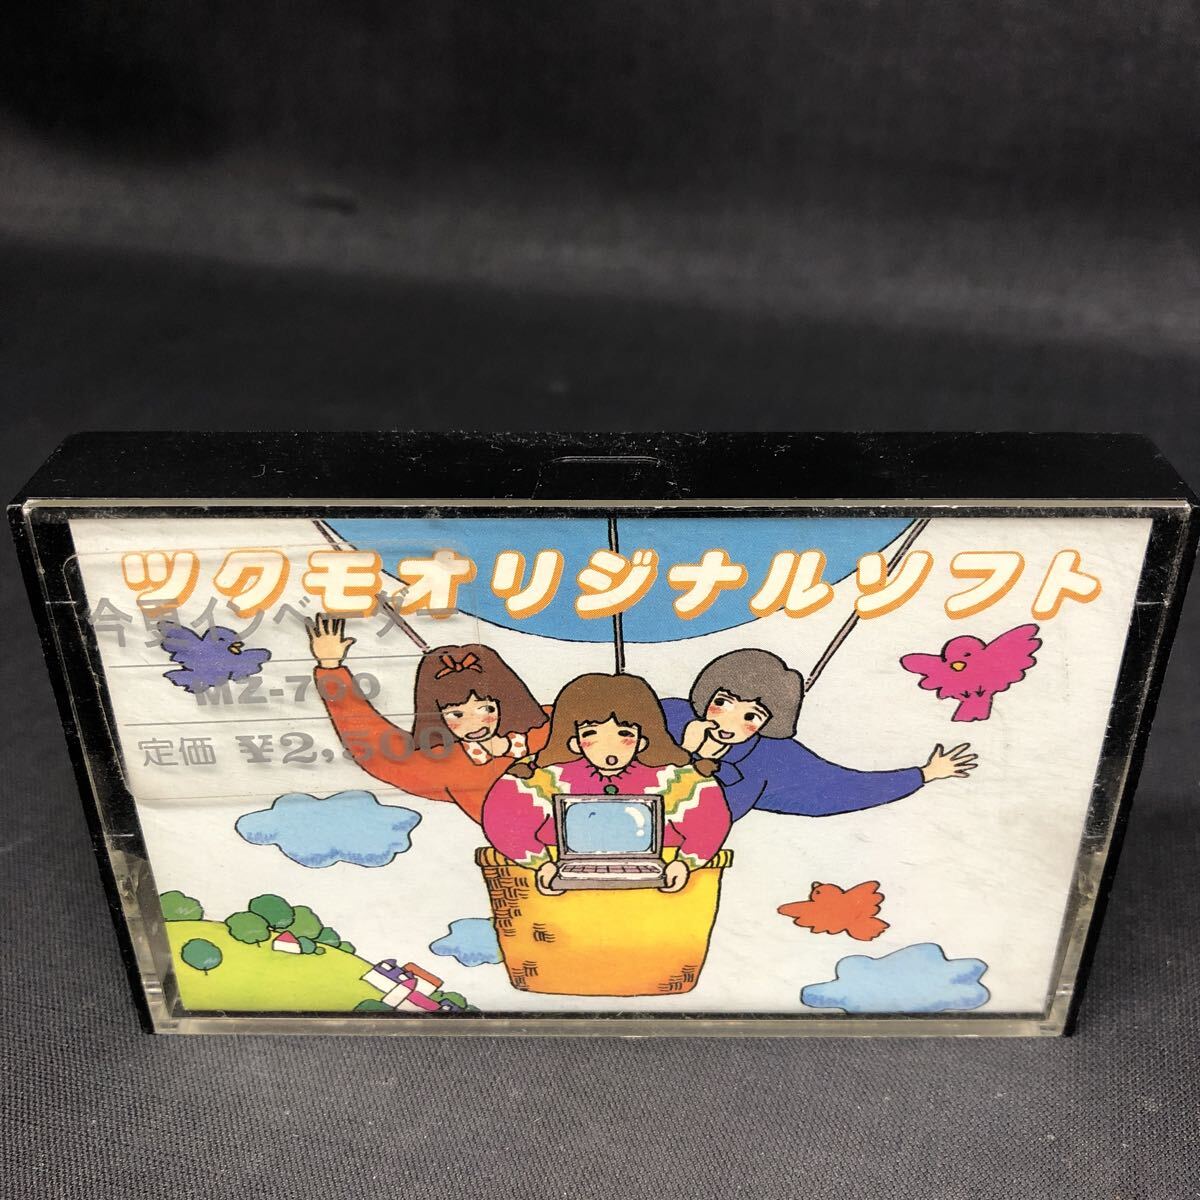 ツクモオリジナルソフト
今更インベーダー
MZ-700
定価 ¥2,500